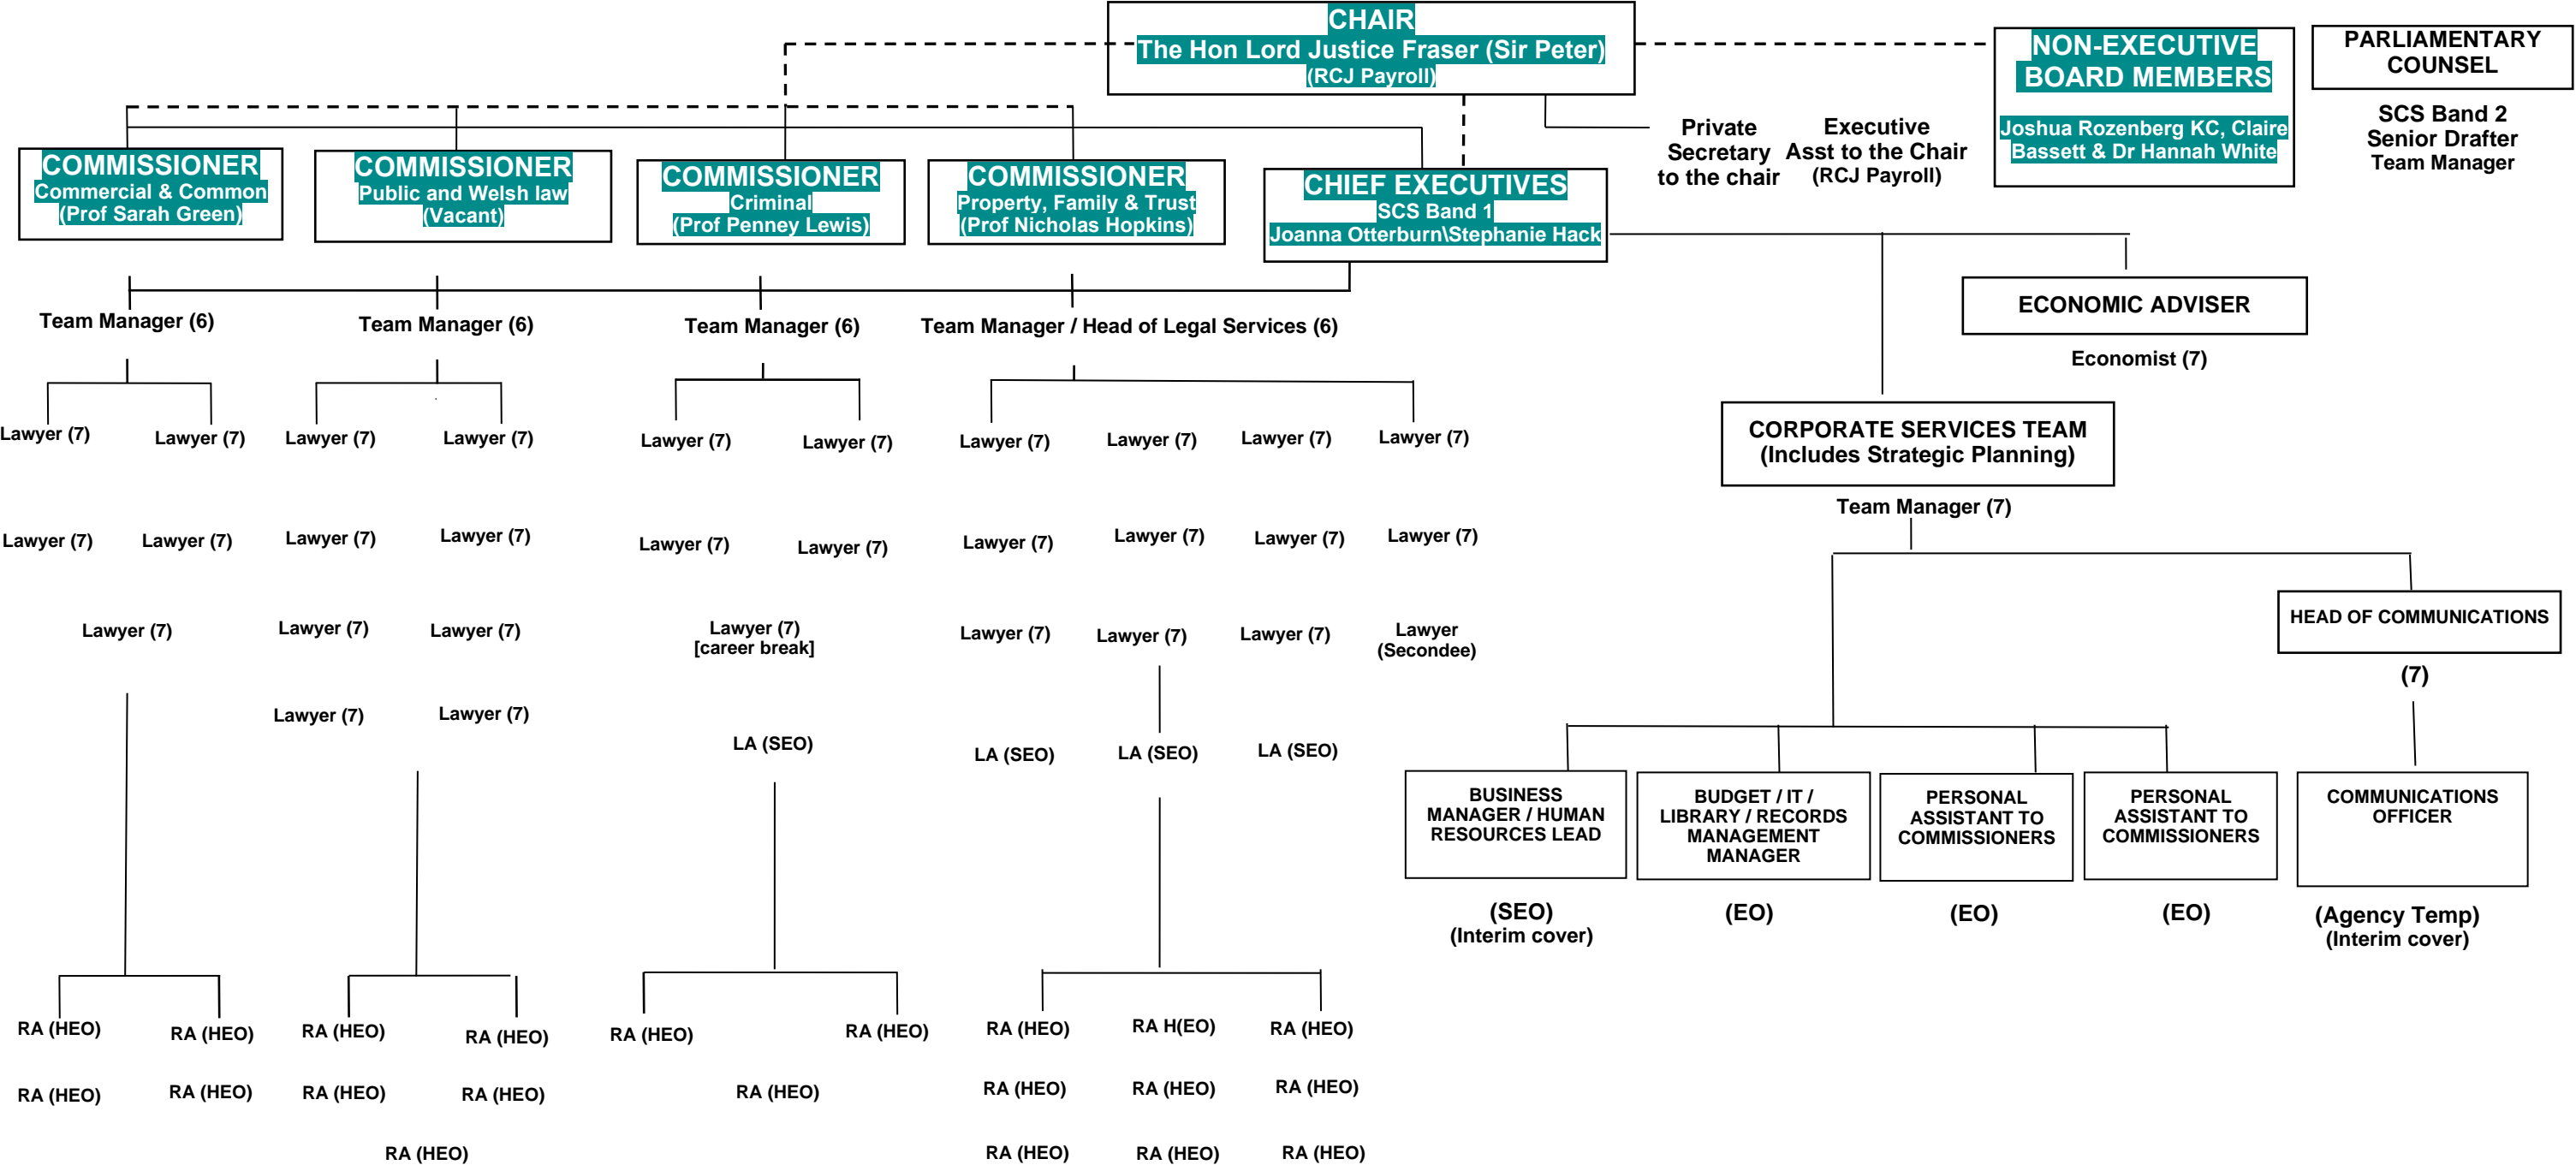 CHAIR
The Hon Lord Justice Fraser (Sir Peter)
(RCJ Payroll)
NON-EXECUTIVE
BOARD MEMBERS
Joshua Rozenberg KC, Claire
Bassett & Dr Hannah White
PARLIAMENTARY
COUNSEL
SCS Band 2
Senior Drafter
Team Manager
Private
Secretary
to the chair
Executive
Asst to the Chair
(RCJ Payroll)
COMMISSIONER
Commercial & Common
(Prof Sarah Green)
COMMISSIONER
Public and Welsh law
(Vacant)
COMMISSIONER
Criminal
(Prof Penney Lewis)
COMMISSIONER
Property, Family & Trust
(Prof Nicholas Hopkins)
CHIEF EXECUTIVES
SCS Band 1
Joanna Otterburn\Stephanie Hack
Team Manager (6)
Team Manager (6)
Team Manager (6)
Team Manager / Head of Legal Services (6)
ECONOMIC ADVISER
Economist (7)
Lawyer (7)
Lawyer (7)
Lawyer (7)
Lawyer (7)
Lawyer (7)
Lawyer (7)
Lawyer (7)
Lawyer (7)
Lawyer (7)
Lawyer (7)
CORPORATE SERVICES TEAM
(Includes Strategic Planning)
Team Manager (7)
Lawyer (7)
Lawyer (7)
Lawyer (7)
Lawyer (7)
Lawyer (7)
Lawyer (7)
Lawyer (7)
Lawyer (7)
Lawyer (7)
Lawyer (7)
Lawyer (7)
Lawyer (7)
Lawyer (7)
Lawyer (7)
[career break]
Lawyer (7)
Lawyer (7)
Lawyer (7)
Lawyer
(Secondee)
HEAD OF COMMUNICATIONS
(7)
Lawyer (7)
Lawyer (7)
LA (SEO)
LA (SEO)
LA (SEO)
LA (SEO)
BUSINESS
MANAGER / HUMAN
RESOURCES LEAD
(SEO)
(Interim cover)
BUDGET / IT /
LIBRARY / RECORDS
MANAGEMENT
MANAGER
(EO)
PERSONAL
ASSISTANT TO
COMMISSIONERS
(EO)
PERSONAL
ASSISTANT TO
COMMISSIONERS
(EO)
COMMUNICATIONS
OFFICER
(Agency Temp)
(Interim cover)
RA (HEO)
RA (HEO)
RA (HEO)
RA (HEO)
RA (HEO)
RA (HEO)
RA (HEO)
RA H(EO)
RA (HEO)
RA (HEO)
RA (HEO)
RA (HEO)
RA (HEO)
RA (HEO)
RA (HEO)
RA (HEO)
RA (HEO)
RA (HEO)
RA (HEO)
RA (HEO)
RA (HEO)